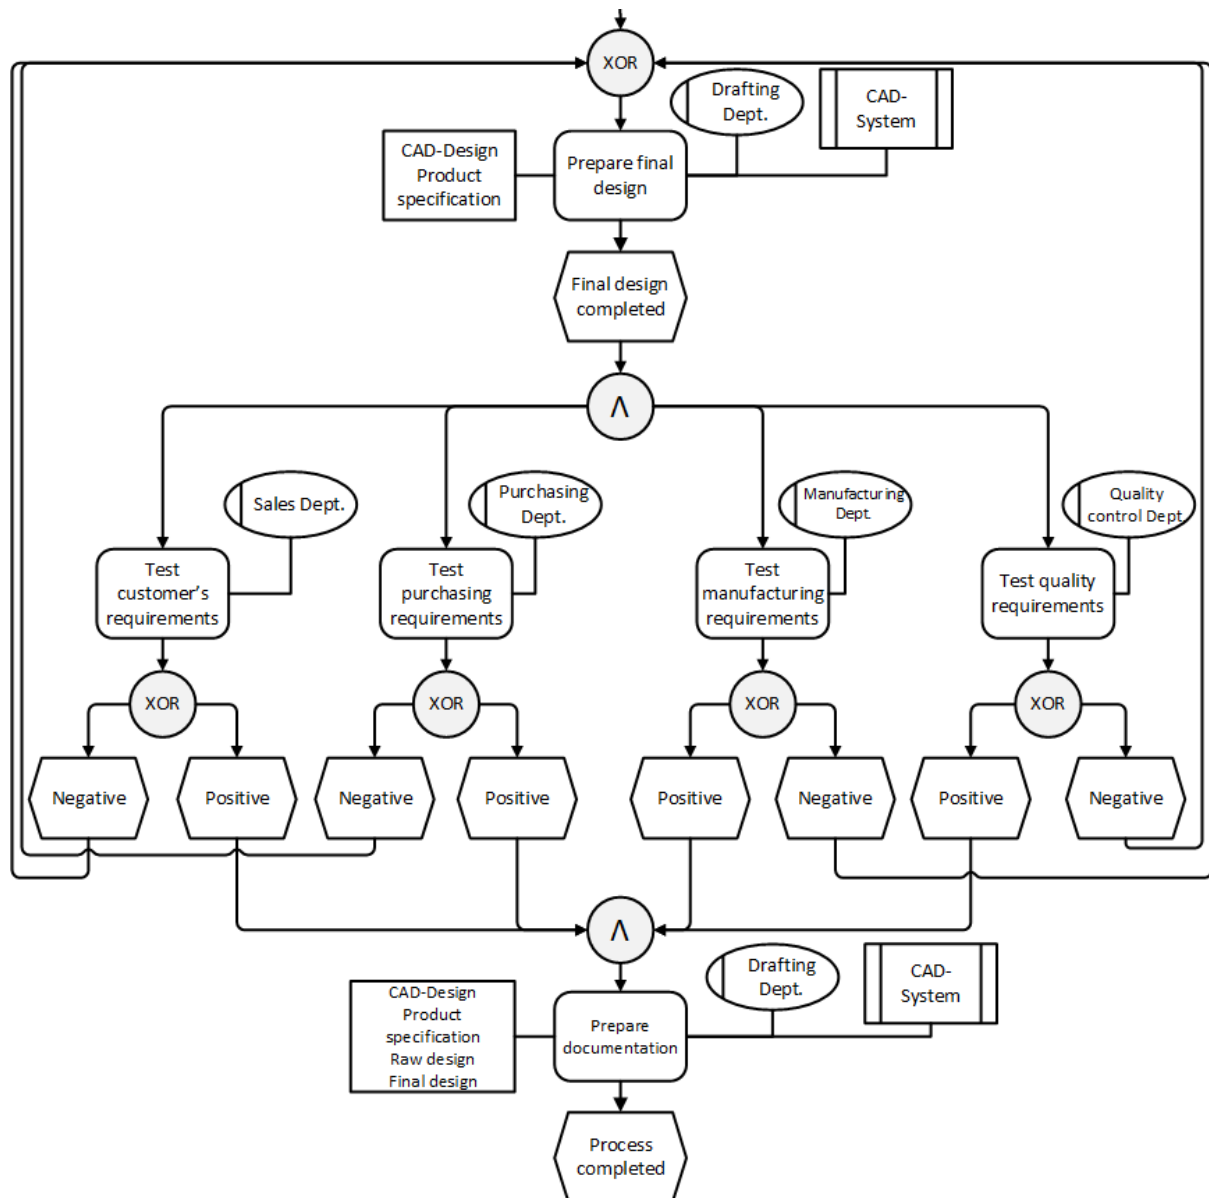 XOR
Drafting
Dept.
CAD-
System
CAD-Design
Product
specification
Prepare final
design
Final design
completed
Λ
Sales Dept.
Purchasing
Dept.
Manufacturing
Dept.
Quality
control Dept.
Test
customer's
requirements
Test
purchasing
requirements
Test
manufacturing
requirements
Test quality
requirements
XOR
XOR
XOR
XOR
Negative
Positive
Negative
Positive
Positive
Negative
Positive
Negative
Λ
Drafting
Dept.
CAD-
System
CAD-Design
Product
specification
Raw design
Final design
Prepare
documentation
Process
completed